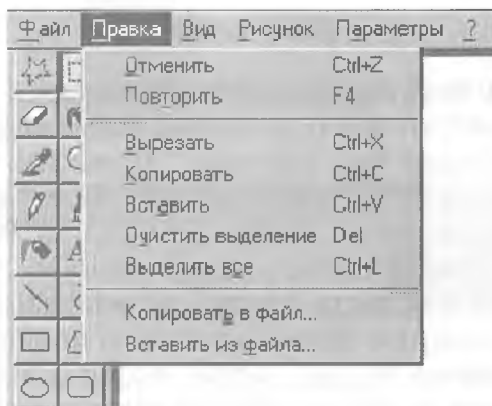 Файл Правка Вид Рисунок Параметры ?
Отменить Ctrl+Z
Повторить F4
Вырезать Ctrl+X
Копировать Ctrl+C
Вставить Ctrl+V
Очистить выделение Del
Выделить все Ctrl+L
Копировать в файл...
Вставить из файла...
A